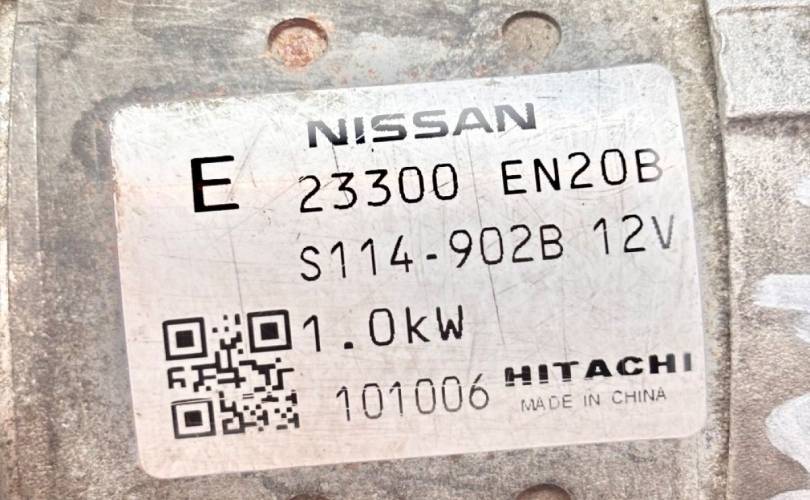 NISSAN
E 23300 EN20B
S114-902B 12V
1.0kW
101006 HITACHI
MADE IN CHINA